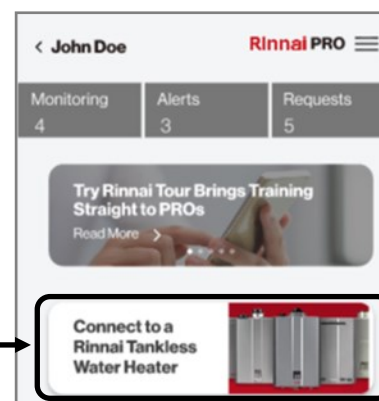 < John Doe
Rinnai PRO
Monitoring
4
Alerts
3
Requests
5
Try Rinnai Tour Brings Training
Straight to PROs
Read More >
Connect to a
Rinnai Tankless
Water Heater